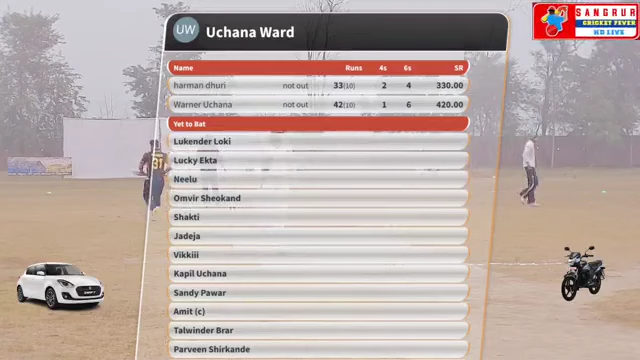 UW Uchana Ward
Name Runs 4s 6s SR
harman dhuri not out 33(10) 2 4 330.00
Warner Uchana not out 42(10) 1 6 420.00
Yet to Bat
Lukender Loki
Lucky Ekta
Neelu
Omvir Sheokand
Shakti
Jadeja
Vikkiii
Kapil Uchana
Sandy Pawar
Amit (c)
Talwinder Brar
Parveen Shirkande
SANGRUR
CRICKET FEVER
HD LIVE
31